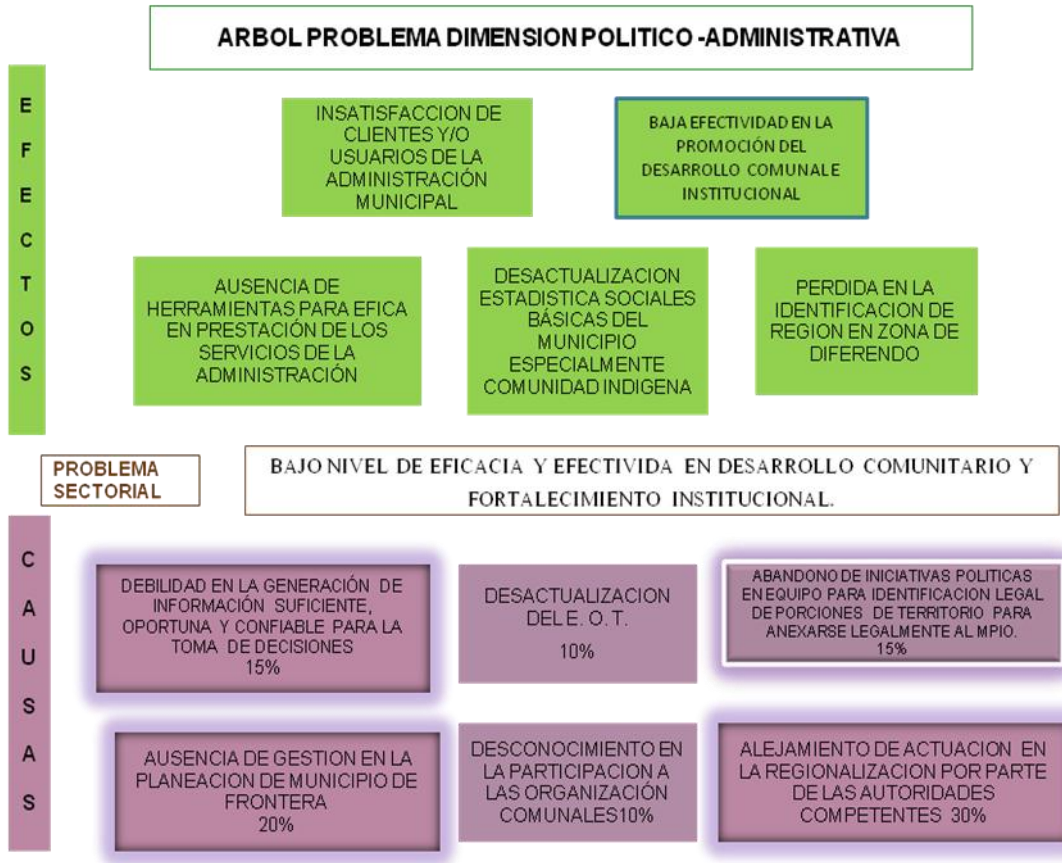 ARBOL PROBLEMA DIMENSION POLITICO -ADMINISTRATIVA
E
F
E
C
T
O
S
INSATISFACCION DE
CLIENTES Y/O
USUARIOS DE LA
ADMINISTRACIÓN
MUNICIPAL
BAJA EFECTIVIDAD EN LA
PROMOCIÓN DEL
DESARROLLO COMUNAL E
INSTITUCIONAL
AUSENCIA DE
HERRAMIENTAS PARA EFICA
EN PRESTACIÓN DE LOS
SERVICIOS DE LA
ADMINISTRACIÓN
DESACTUALIZACION
ESTADISTICA SOCIALES
BÁSICAS DEL
MUNICIPIO
ESPECIALMENTE
COMUNIDAD INDIGENA
PERDIDA EN LA
IDENTIFICACION DE
REGION EN ZONA DE
DIFERENDO
PROBLEMA
SECTORIAL
BAJO NIVEL DE EFICACIA Y EFECTIVIDA EN DESARROLLO COMUNITARIO Y
FORTALECIMIENTO INSTITUCIONAL.
C
A
U
S
A
S
DEBILIDAD EN LA GENERACIÓN DE
INFORMACIÓN SUFICIENTE,
OPORTUNA Y CONFIABLE PARA LA
TOMA DE DECISIONES
15%
DESACTUALIZACION
DEL E. O. T.
10%
ABANDONO DE INICIATIVAS POLITICAS
EN EQUIPO PARA IDENTIFICACION LEGAL
DE PORCIONES DE TERRITORIO PARA
ANEXARSE LEGALMENTE AL MPIO.
15%
AUSENCIA DE GESTION EN LA
PLANEACION DE MUNICIPIO DE
FRONTERA
20%
DESCONOCIMIENTO EN
LA PARTICIPACION A
LAS ORGANIZACIÓN
COMUNALES10%
ALEJAMIENTO DE ACTUACION EN
LA REGIONALIZACION POR PARTE
DE LAS AUTORIDADES
COMPETENTES 30%